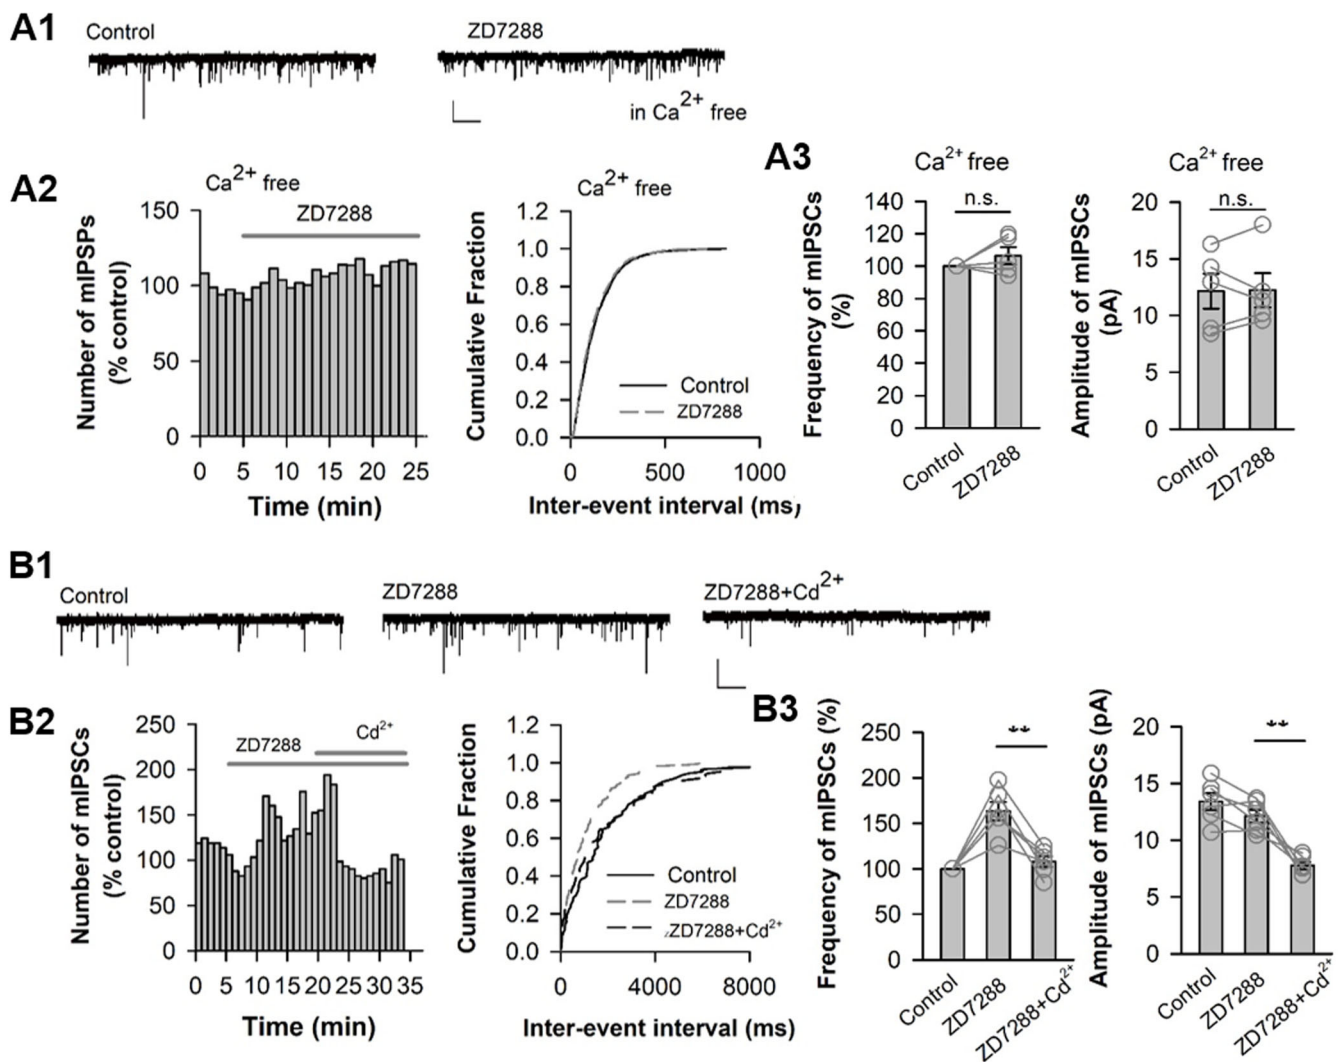 A1
Control
ZD7288
in Ca2+ free
A2
Ca2+ free
ZD7288
Number of mIPSPs
(% control)
150
100
50
0
0 5 10 15 20 25
Time (min)
Ca2+ free
Cumulative Fraction
1.2
1.0
0.8
0.6
0.4
0.2
0.0
Control
ZD7288
0 500 1000
Inter-event interval (ms)
A3
Ca2+ free
n.s.
Frequency of mIPSCs
(%)
140
120
100
80
60
40
20
0
Control
ZD7288
Ca2+ free
n.s.
Amplitude of mIPSCs
(pA)
20
15
10
5
0
Control
ZD7288
B1
Control
ZD7288
ZD7288+Cd2+
B2
Number of mIPSCs
(% control)
250
200
150
100
50
0
ZD7288
Cd2+
0 5 10 15 20 25 30 35
Time (min)
Cumulative Fraction
1.2
1.0
0.8
0.6
0.4
0.2
0.0
Control
ZD7288
ZD7288+Cd2+
0 4000 8000
Inter-event interval (ms)
B3
Frequency of mIPSCs (%)
250
200
150
100
50
0
**
Control
ZD7288
ZD7288+Cd2+
Amplitude of mIPSCs (pA)
20
15
10
5
0
**
Control
ZD7288
ZD7288+Cd2+